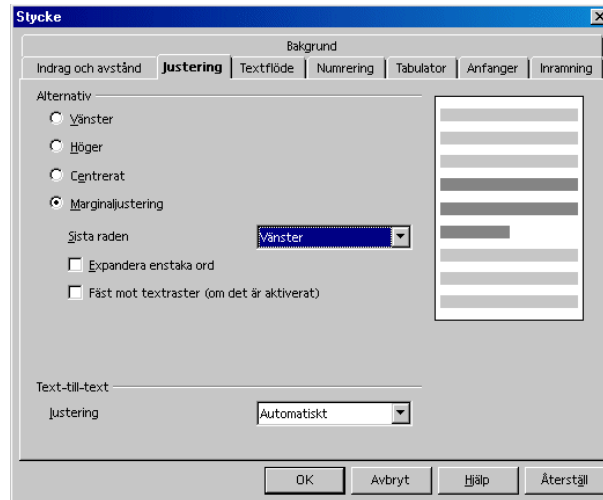 Stycke
Bakgrund
Indrag och avstånd Justering Textflöde Numrering Tabulator Anfanger Inramning
Alternativ
Vänster
Höger
Centrerat
Marginaljustering
Sista raden Vänster
Expandera enstaka ord
Fäst mot textraster (om det är aktiverat)
Text-till-text
Justering Automatiskt
OK Avbryt Hjälp Återställ